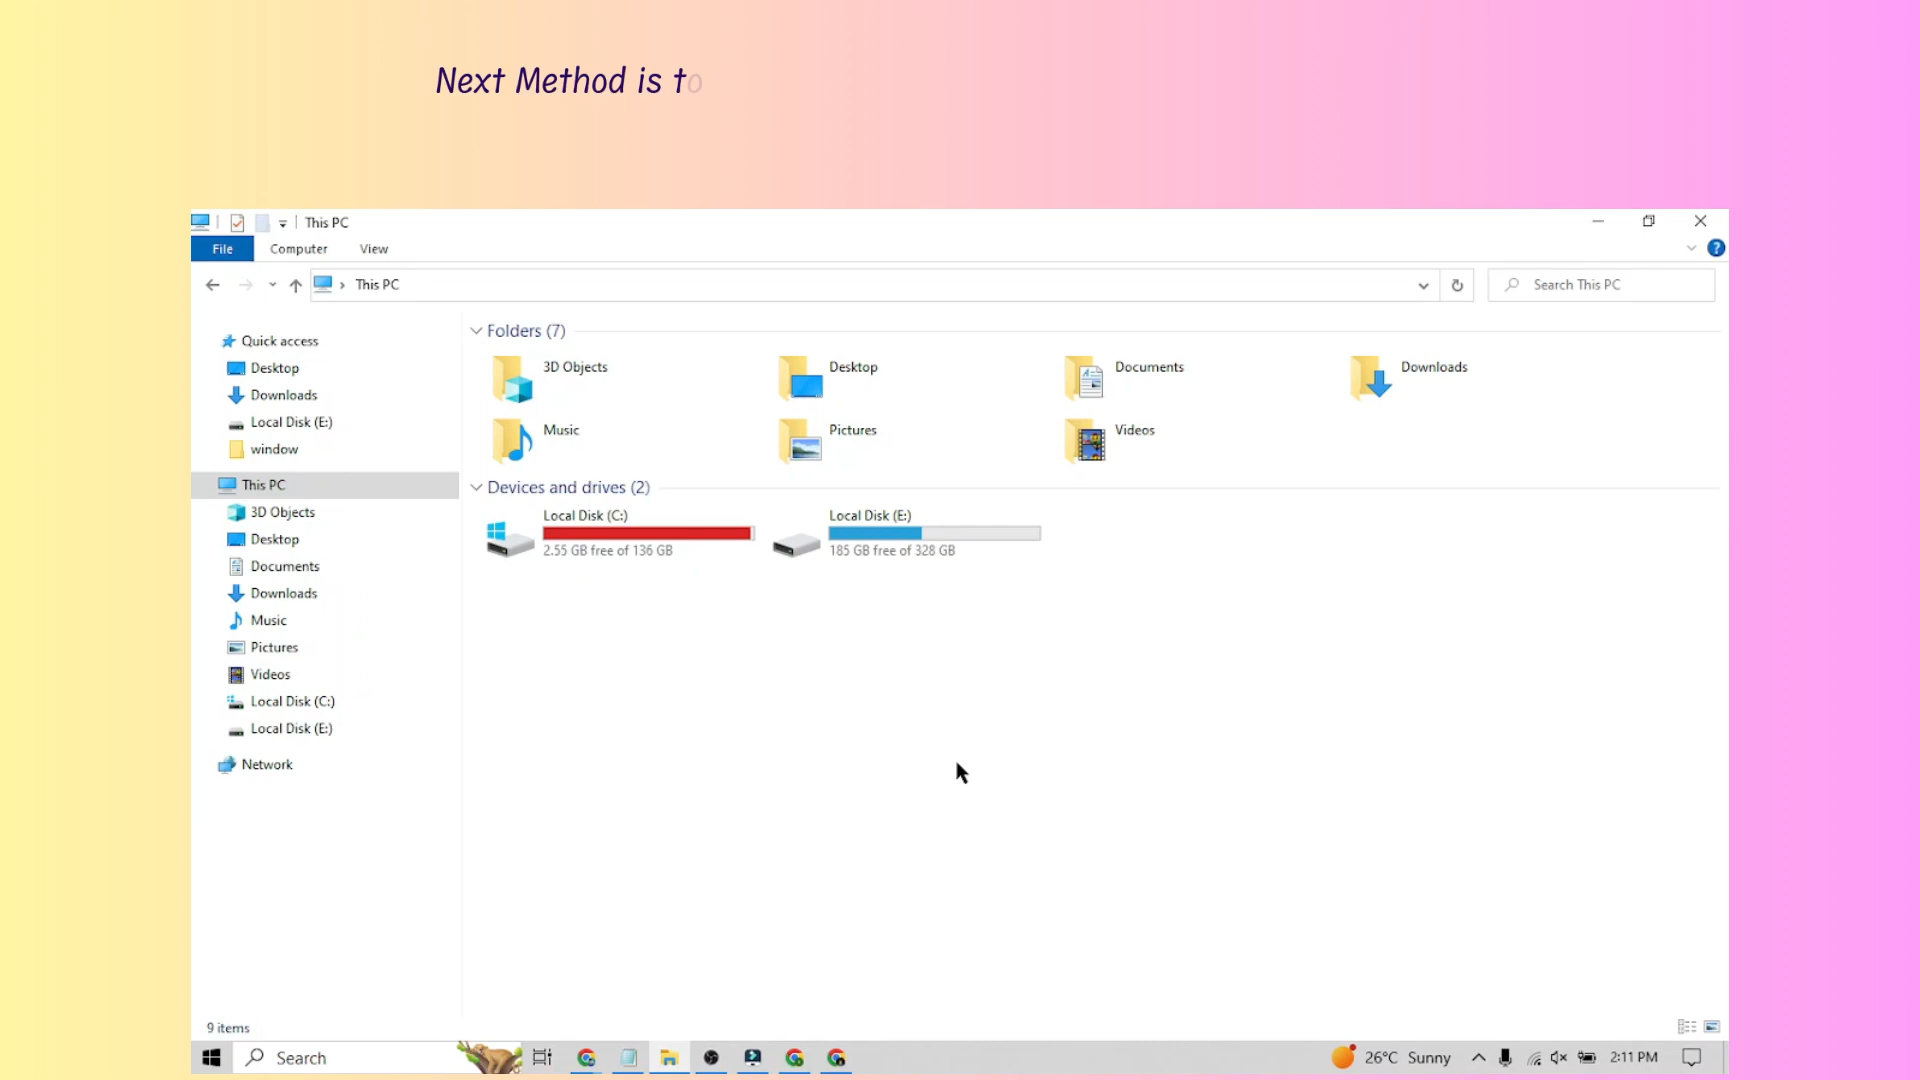 Next Method is to
This PC
File Computer View
This PC
Search This PC
Quick access
Desktop
Downloads
Local Disk (E:)
window
This PC
3D Objects
Desktop
Documents
Downloads
Music
Pictures
Videos
Local Disk (C:)
Local Disk (E:)
Network
Folders (7)
3D Objects Desktop Documents Downloads
Music Pictures Videos
Devices and drives (2)
Local Disk (C:) Local Disk (E:)
2.55 GB free of 136 GB 185 GB free of 328 GB
9 items
Search 26°C Sunny 2:11 PM